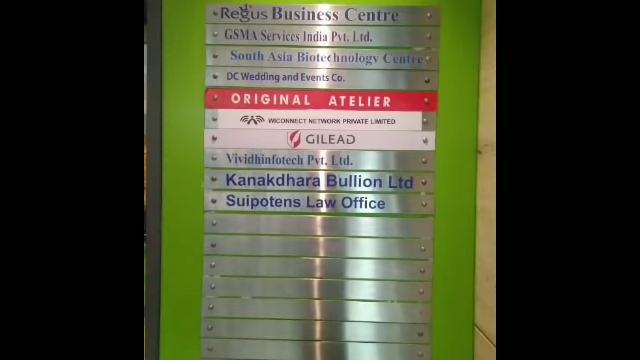 Regus Business Centre
GSMA Services India Pvt. Ltd.
South Asia Biotechnology Centre
DC Wedding and Events Co.
ORIGINAL ATELIER
WICONNECT NETWORK PRIVATE LIMITED
GILEAD
Vividhinfotech Pvt. Ltd.
Kanakdhara Bullion Ltd
Suipotens Law Office